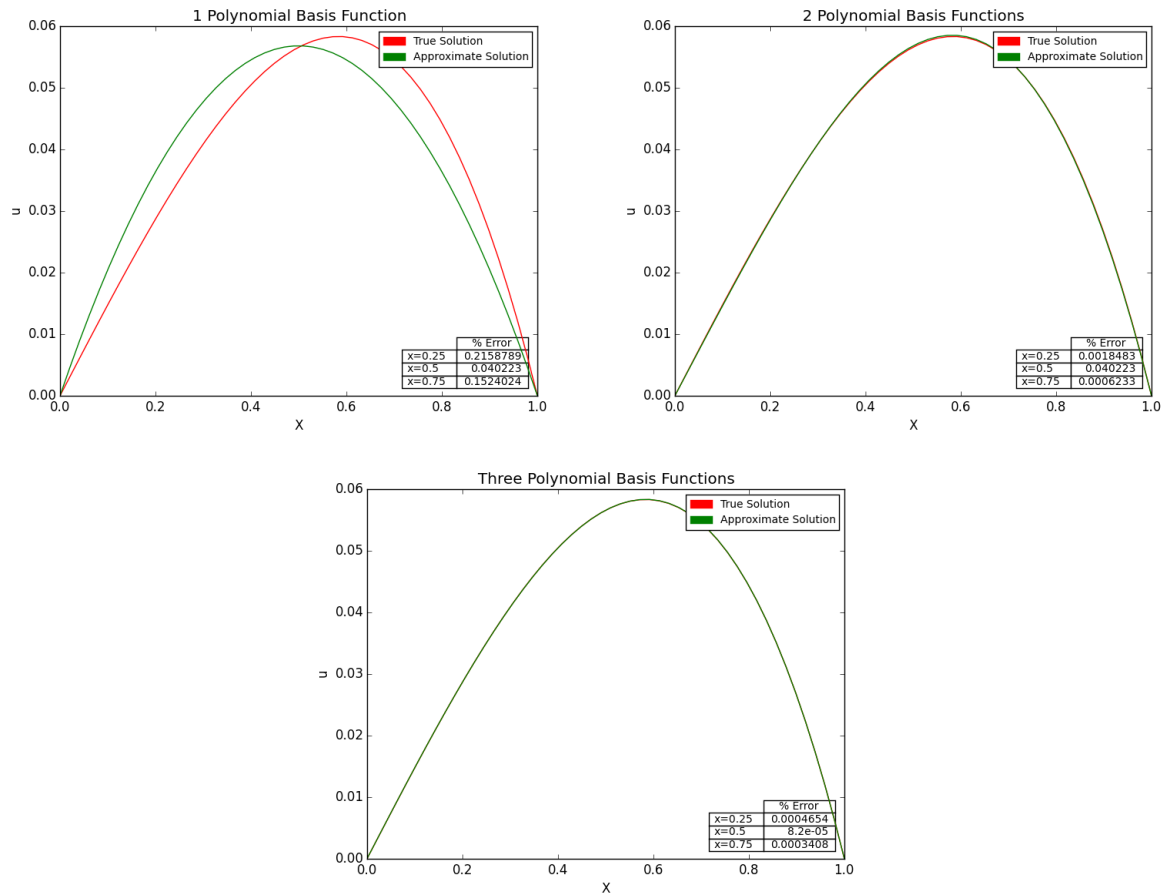 1 Polynomial Basis Function
0.06
0.05
0.04
0.03
0.02
0.01
0.00
u
True Solution
Approximate Solution
% Error
x=0.25 0.2158789
x=0.5 0.040223
x=0.75 0.1524024
0.0 0.2 0.4 0.6 0.8 1.0
X
2 Polynomial Basis Functions
0.06
0.05
0.04
0.03
0.02
0.01
0.00
u
True Solution
Approximate Solution
% Error
x=0.25 0.0018483
x=0.5 0.040223
x=0.75 0.0006233
0.0 0.2 0.4 0.6 0.8 1.0
X
Three Polynomial Basis Functions
0.06
0.05
0.04
0.03
0.02
0.01
0.00
u
True Solution
Approximate Solution
% Error
x=0.25 0.0004654
x=0.5 8.2e-05
x=0.75 0.0003408
0.0 0.2 0.4 0.6 0.8 1.0
X